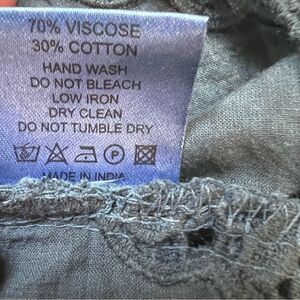 70% VISCOSE
30% COTTON
HAND WASH
DO NOT BLEACH
LOW IRON
DRY CLEAN
DO NOT TUMBLE DRY
P
MADE IN INDIA